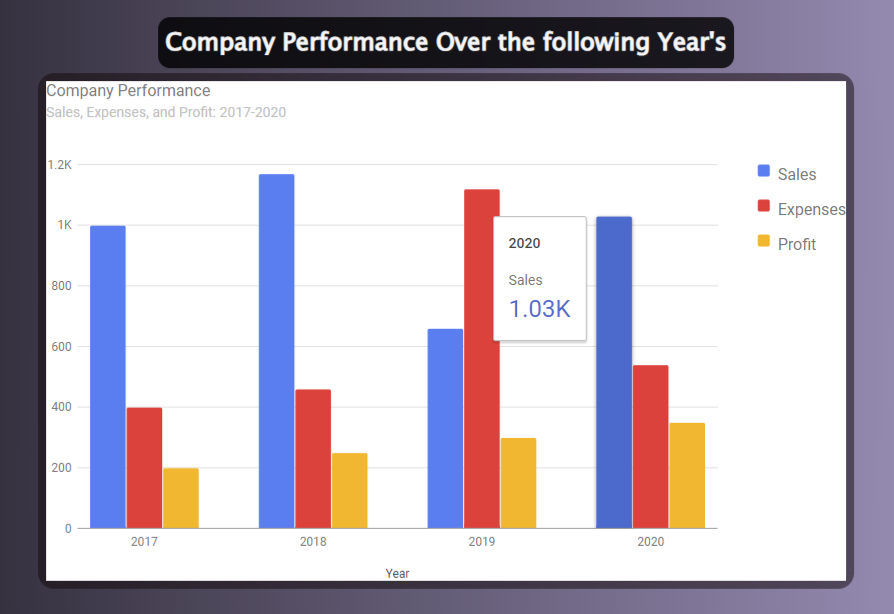 Company Performance Over the following Year's
Company Performance
Sales, Expenses, and Profit: 2017-2020
1.2K
1K
800
600
400
200
0
Sales
Expenses
Profit
2020
Sales
1.03K
2017 2018 2019 2020
Year